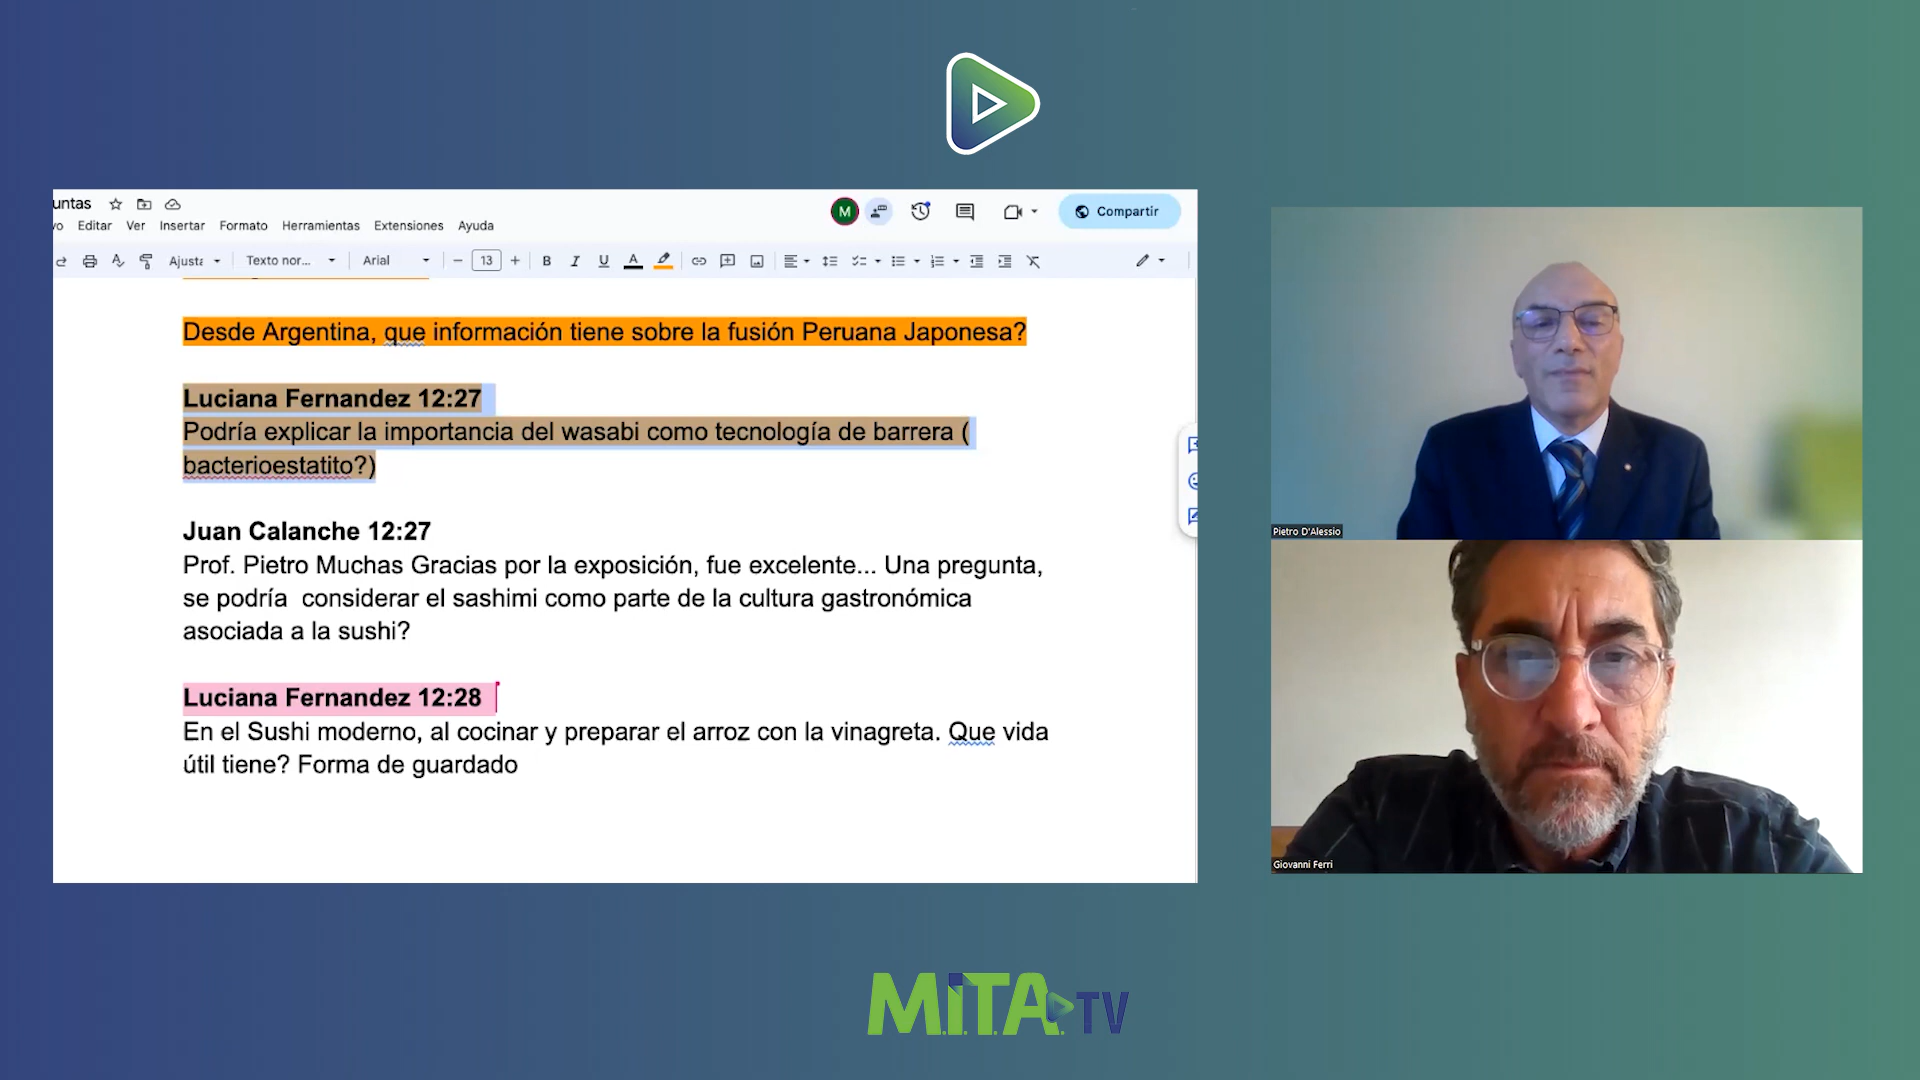 untas
M
Compartir
vo Editar Ver Insertar Formato Herramientas Extensiones Ayuda
Ajusta Texto nor... Arial 13 B I U A
Desde Argentina, que información tiene sobre la fusión Peruana Japonesa?
Luciana Fernandez 12:27
Podría explicar la importancia del wasabi como tecnología de barrera (
bacterioestatito?)
Juan Calanche 12:27
Prof. Pietro Muchas Gracias por la exposición, fue excelente... Una pregunta,
se podría  considerar el sashimi como parte de la cultura gastronómica
asociada a la sushi?
Luciana Fernandez 12:28
En el Sushi moderno, al cocinar y preparar el arroz con la vinagreta. Que vida
útil tiene? Forma de guardado
Pietro D'Alessio
Giovanni Ferri
M.I.T.A. TV